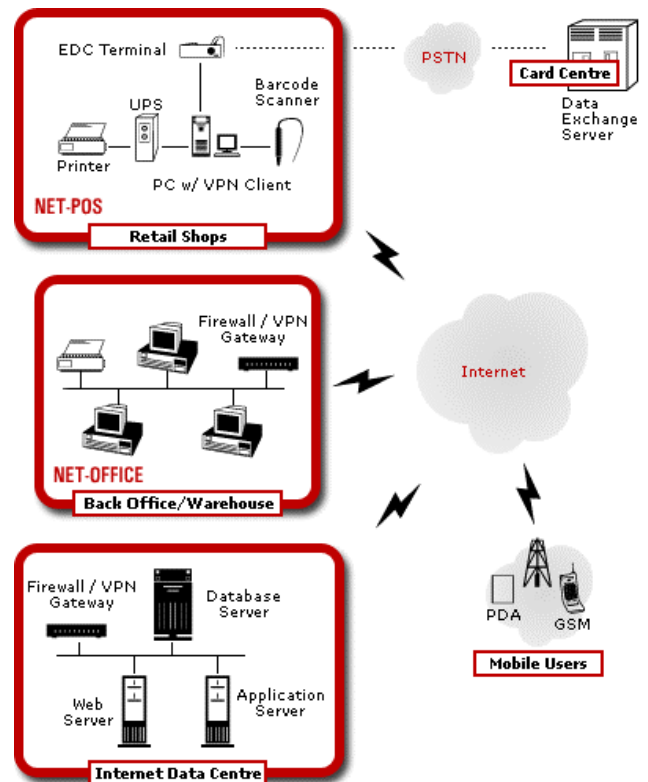 EDC Terminal
PSTN
Card Centre
Data
Exchange
Server
Barcode
Scanner
UPS
Printer
PC w/ VPN Client
NET-POS
Retail Shops
Firewall / VPN
Gateway
Internet
NET-OFFICE
Back Office/Warehouse
Firewall / VPN
Gateway
Database
Server
PDA
GSM
Mobile Users
Web
Server
Application
Server
Internet Data Centre